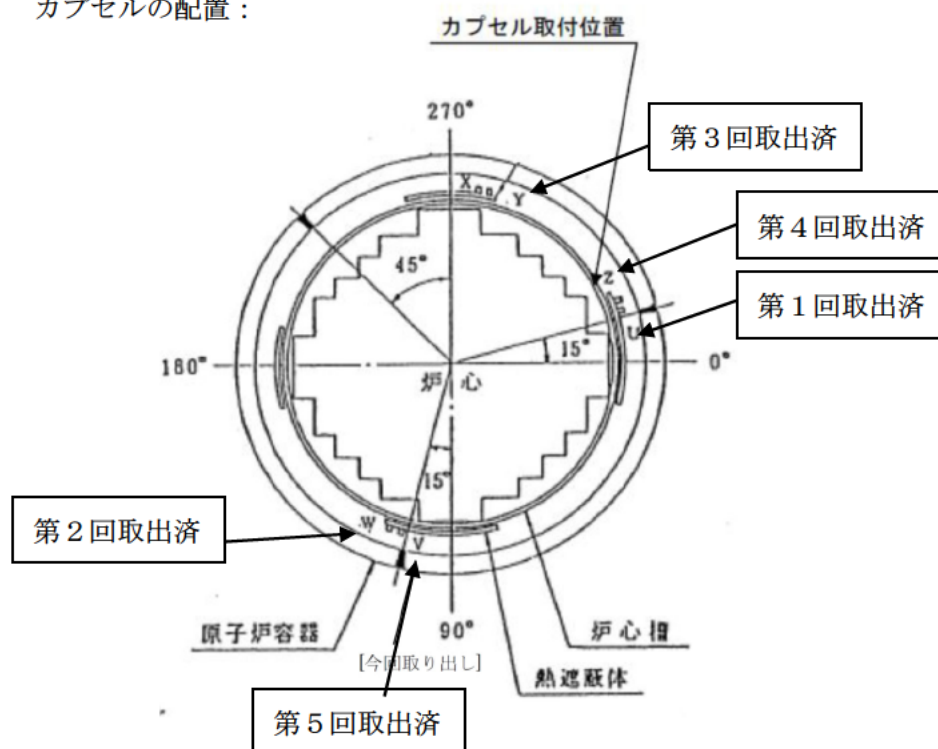 カプセルの配置：
カプセル取付位置
270°
第３回取出済
X
Y
第４回取出済
Z
第１回取出済
U
45°
15°
180°
0°
炉心
15°
第２回取出済
W
V
原子炉容器
90°
炉心槽
[今回取り出し]
熱遮蔽体
第５回取出済